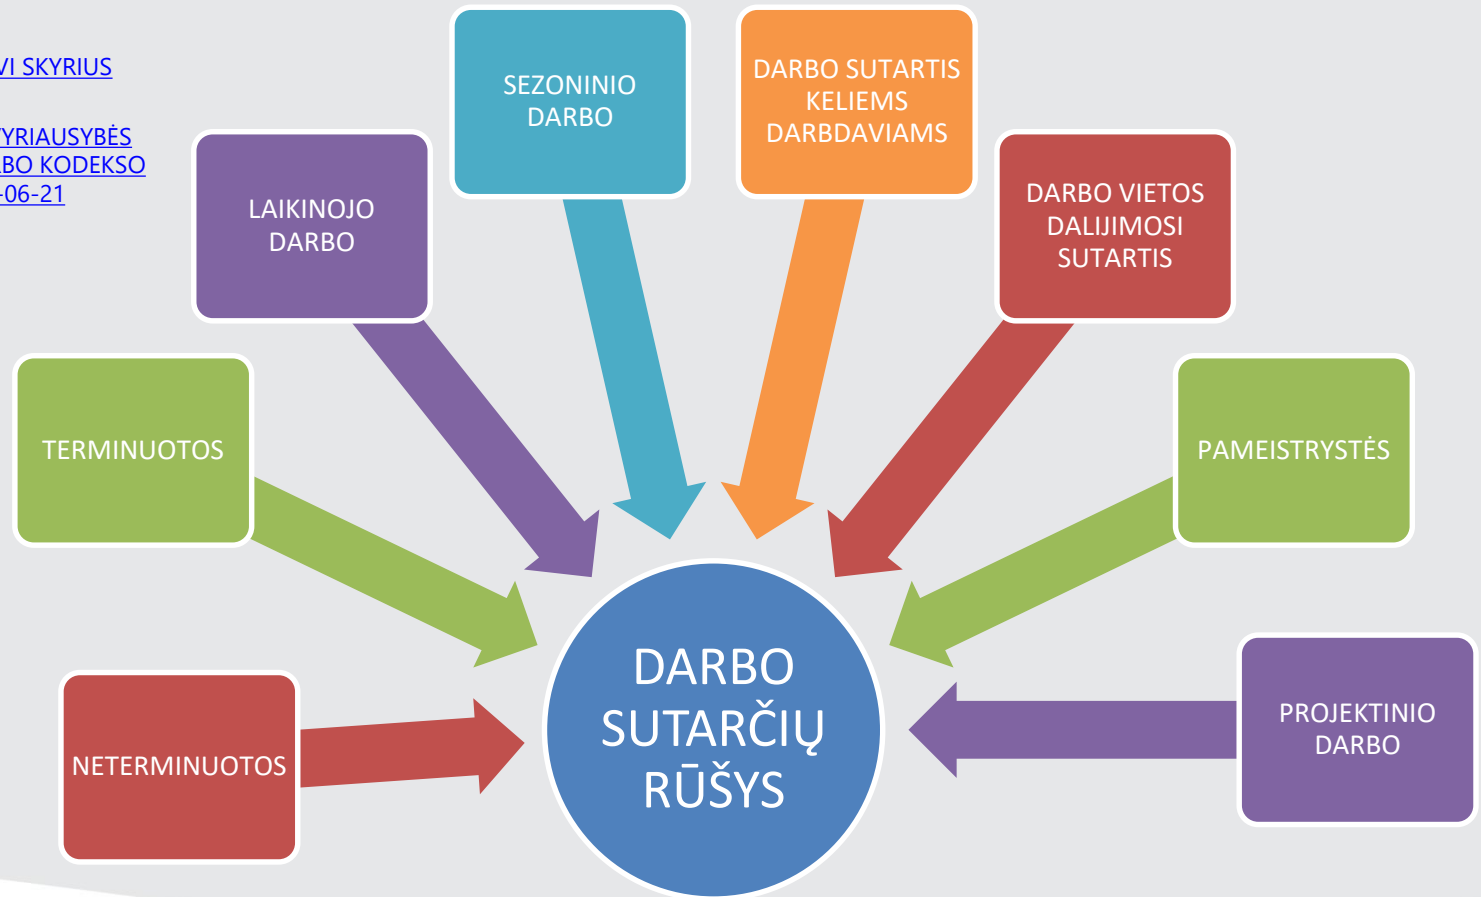 VI SKYRIUS
YRIAUSYBĖS
BO KODEKSO
-06-21
NETERMINUOTOS
TERMINUOTOS
LAIKINOJO
DARBO
SEZONINIO
DARBO
DARBO SUTARTIS
KELIEMS
DARBDAVIAMS
DARBO VIETOS
DALIJIMOSI
SUTARTIS
PAMEISTRYSTĖS
PROJEKTINIO
DARBO
DARBO
SUTARČIŲ
RŪŠYS